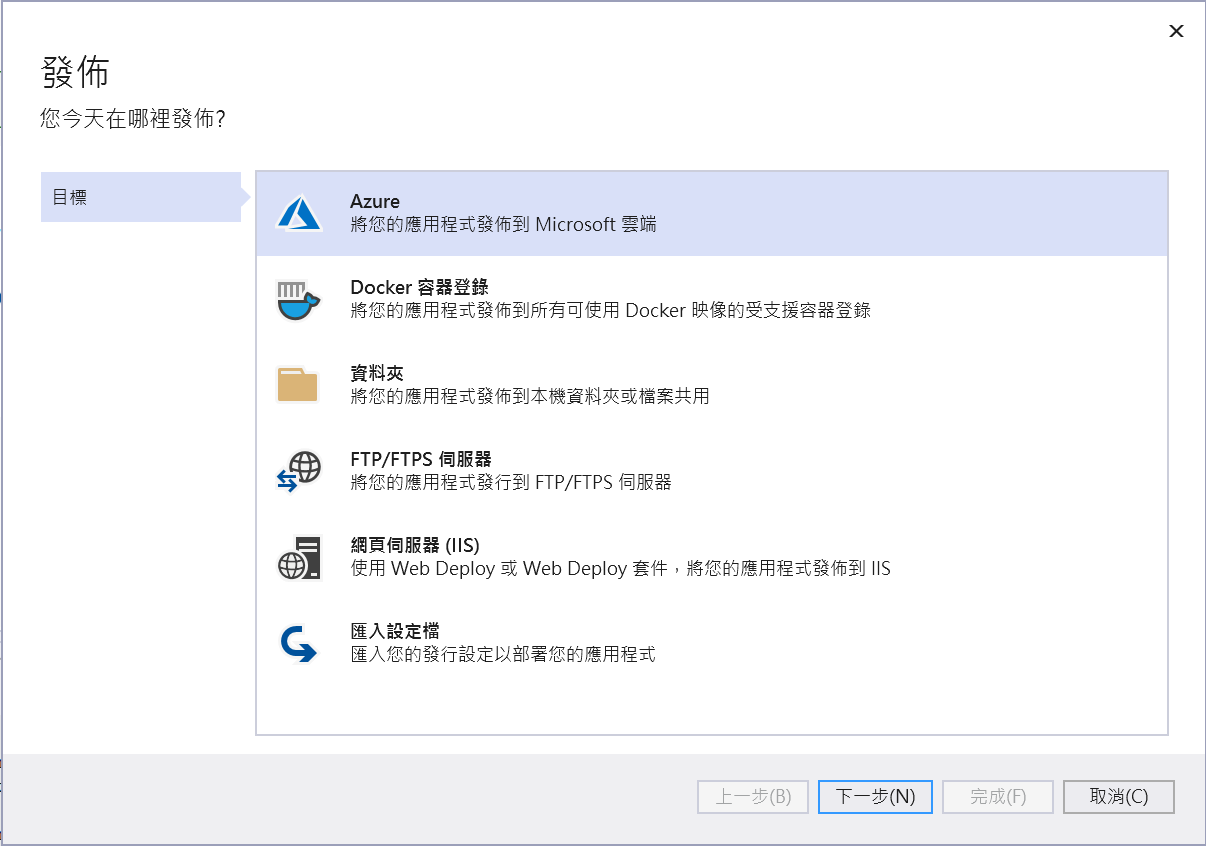 發佈
您今天在哪裡發佈?
目標
Azure
將您的應用程式發佈到 Microsoft 雲端
Docker 容器登錄
將您的應用程式發佈到所有可使用 Docker 映像的受支援容器登錄
資料夾
將您的應用程式發佈到本機資料夾或檔案共用
FTP/FTPS 伺服器
將您的應用程式發行到 FTP/FTPS 伺服器
網頁伺服器 (IIS)
使用 Web Deploy 或 Web Deploy 套件，將您的應用程式發佈到 IIS
匯入設定檔
匯入您的發行設定以部署您的應用程式
上一步(B)
下一步(N)
完成(F)
取消(C)